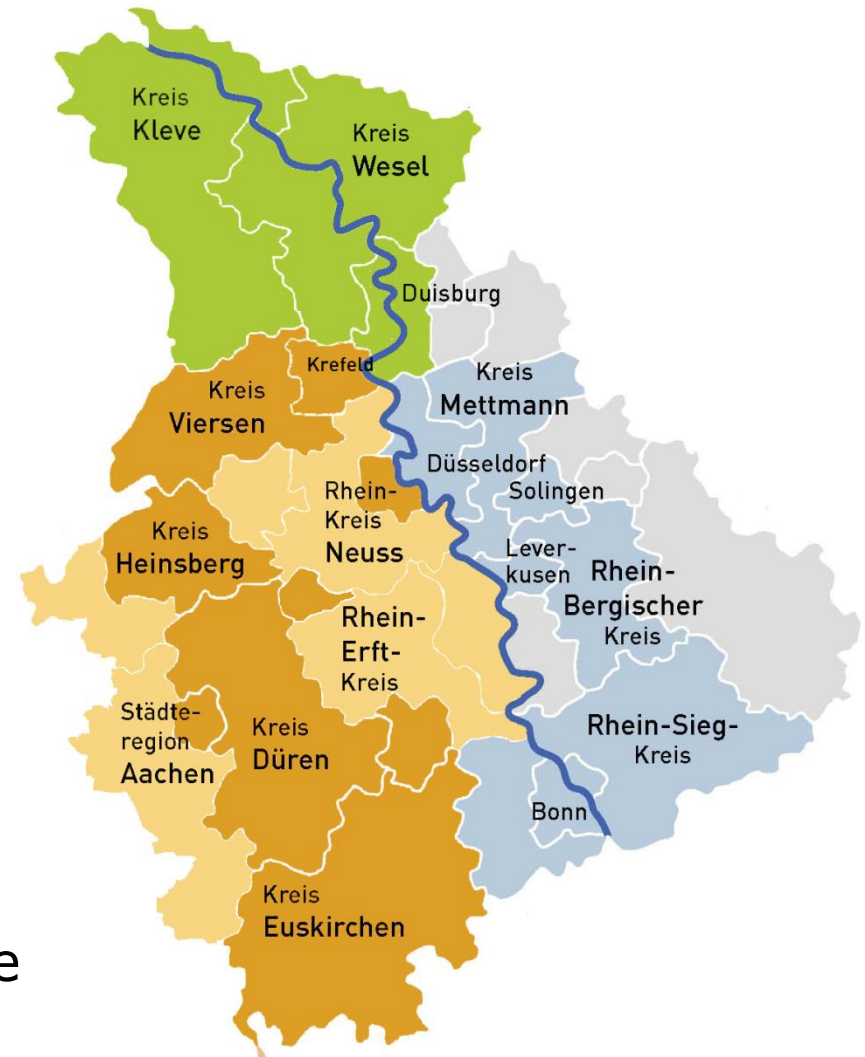 Kreis
Kleve
Kreis
Wesel
Duisburg
Krefeld
Kreis
Viersen
Kreis
Mettmann
Düsseldorf
Solingen
Rhein-
Kreis
Neuss
Kreis
Heinsberg
Lever-
kusen
Rhein-
Bergischer
Kreis
Rhein-
Erft-
Kreis
Städte-
region
Aachen
Kreis
Düren
Rhein-Sieg-
Kreis
Bonn
Kreis
Euskirchen
e